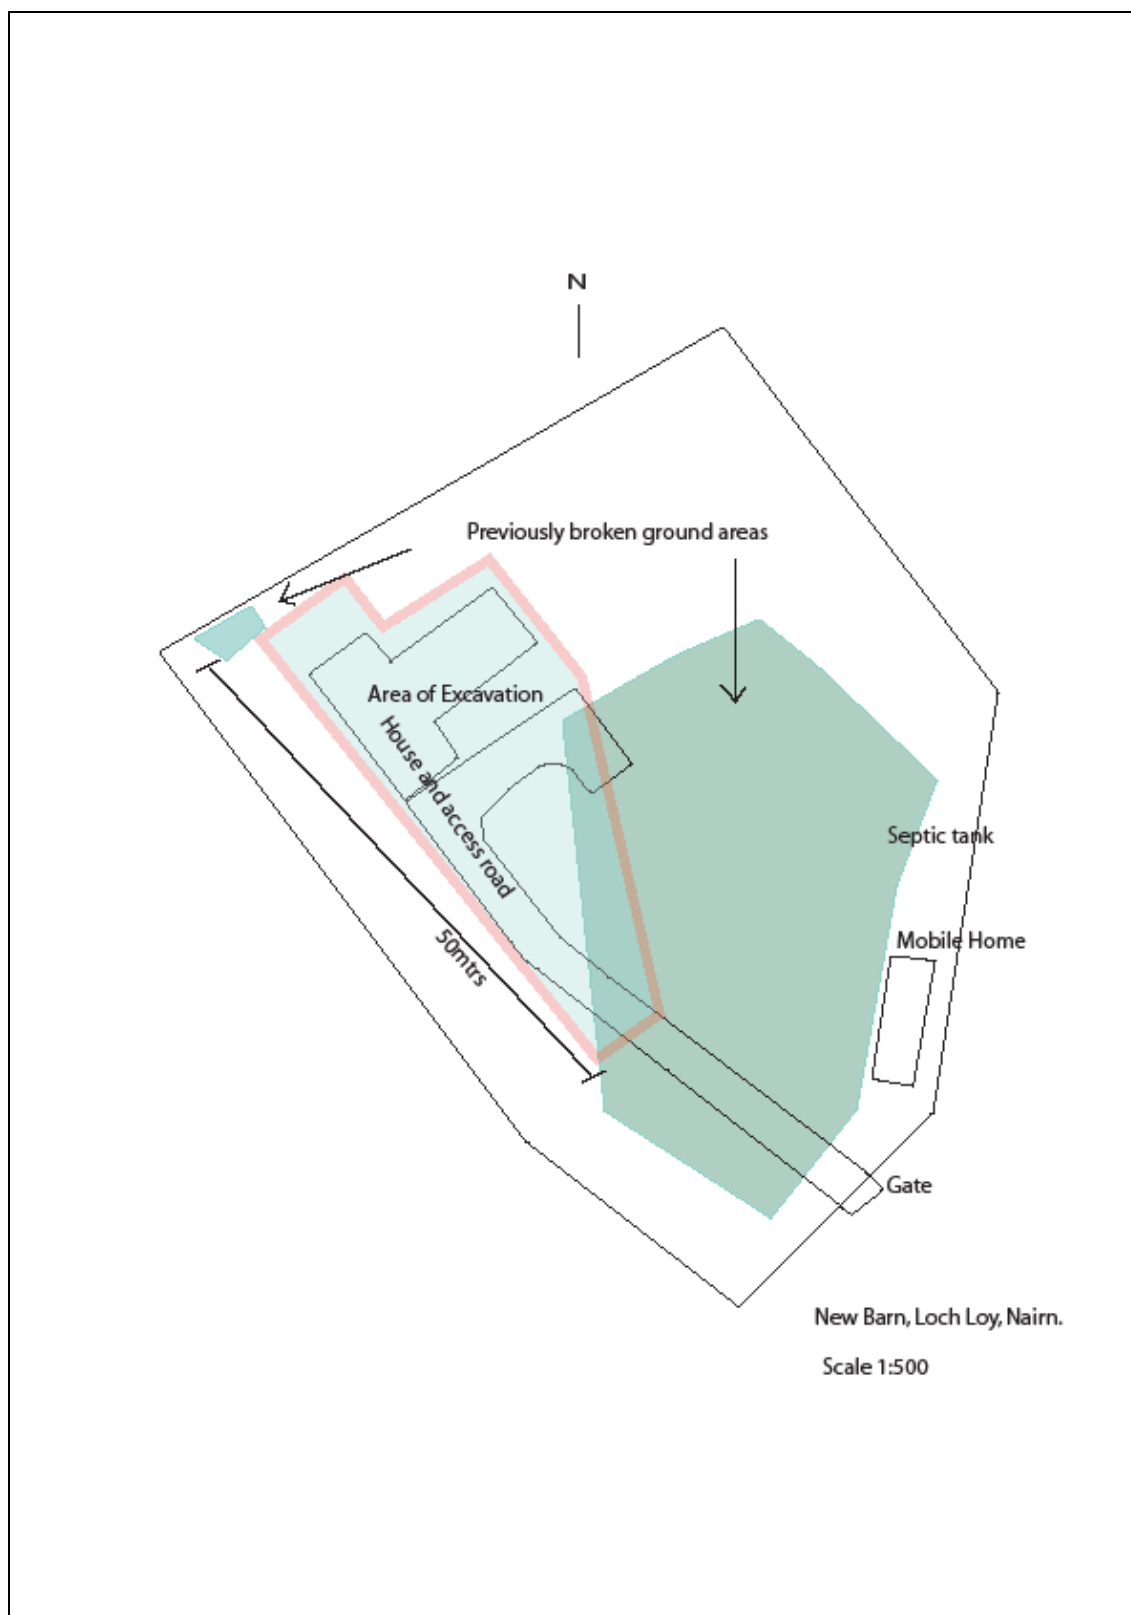 N
Previously broken ground areas
Area of Excavation
House and access road
50mtrs
Septic tank
Mobile Home
Gate
New Barn, Loch Loy, Nairn.
Scale 1:500